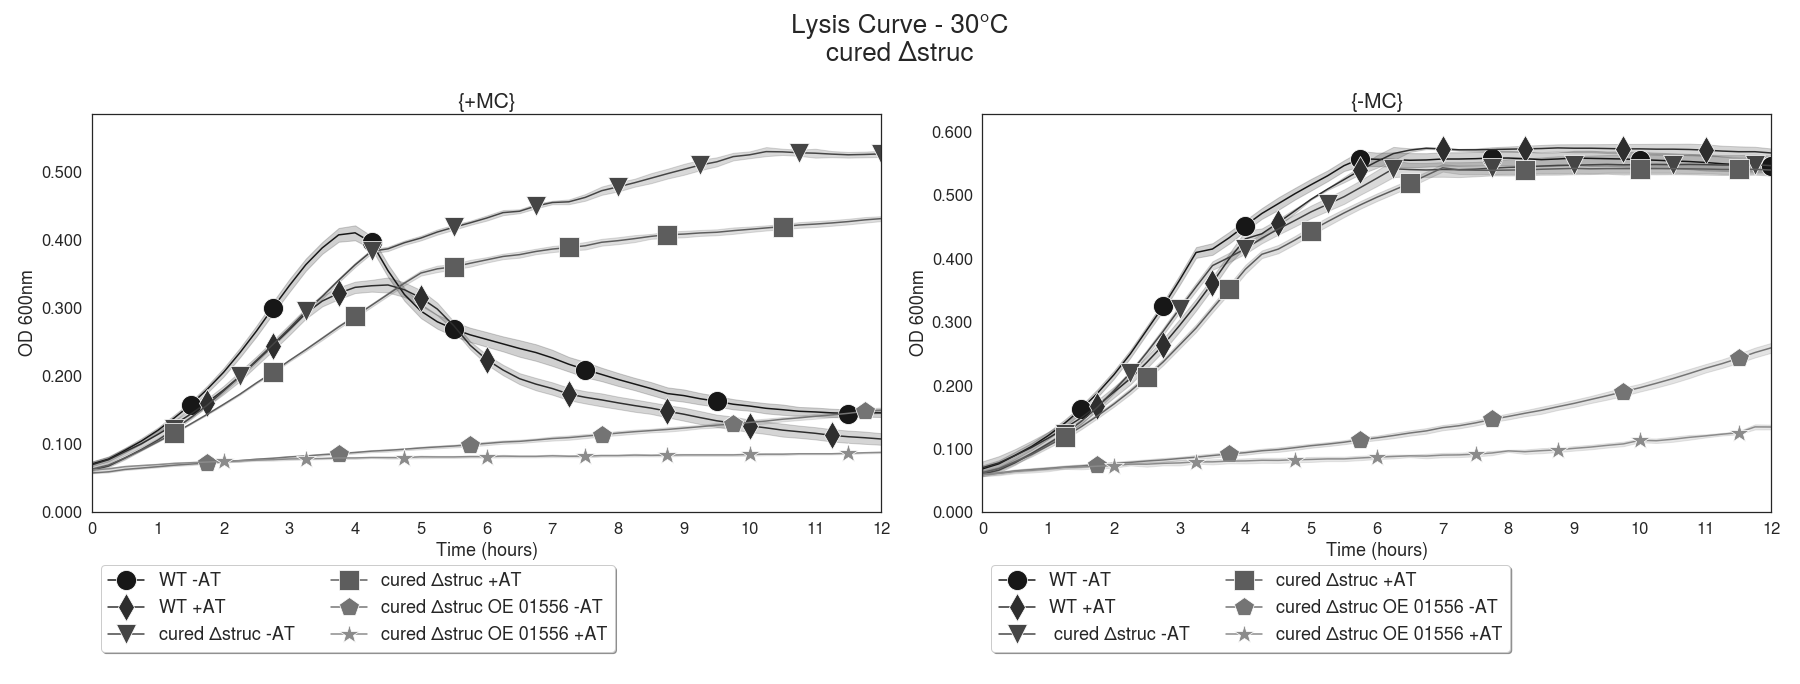 Lysis Curve - 30°C
cured Δstruc
{+MC}
OD 600nm
0.500
0.400
0.300
0.200
0.100
0.000
0 1 2 3 4 5 6 7 8 9 10 11 12
Time (hours)
WT -AT
WT +AT
cured Δstruc -AT
cured Δstruc +AT
cured Δstruc OE 01556 -AT
cured Δstruc OE 01556 +AT
{-MC}
OD 600nm
0.600
0.500
0.400
0.300
0.200
0.100
0.000
0 1 2 3 4 5 6 7 8 9 10 11 12
Time (hours)
WT -AT
WT +AT
cured Δstruc -AT
cured Δstruc +AT
cured Δstruc OE 01556 -AT
cured Δstruc OE 01556 +AT